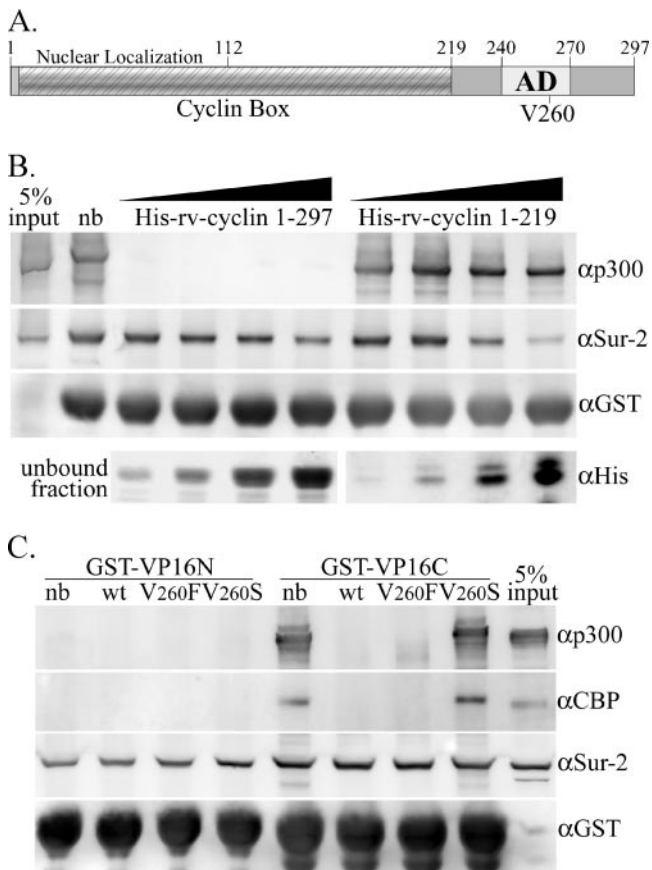 A.
1 112 219 240 270 297
Nuclear Localization
AD
Cyclin Box V260
B.
5% input nb His-rv-cyclin 1-297 His-rv-cyclin 1-219
αp300
αSur-2
αGST
unbound fraction αHis
C.
GST-VP16N GST-VP16C 5% input
nb wt V260F V260S nb wt V260F V260S
αp300
αCBP
αSur-2
αGST